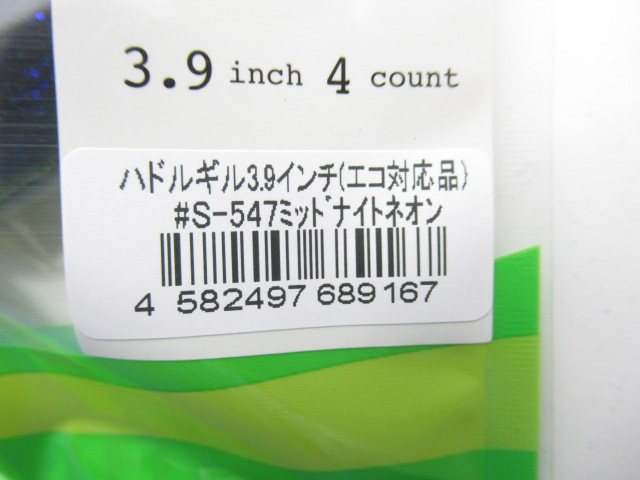 3.9 inch 4 count
ハドルギル3.9インチ(エコ対応品)
#S-547ミッドナイトネオン
4 582497 689167